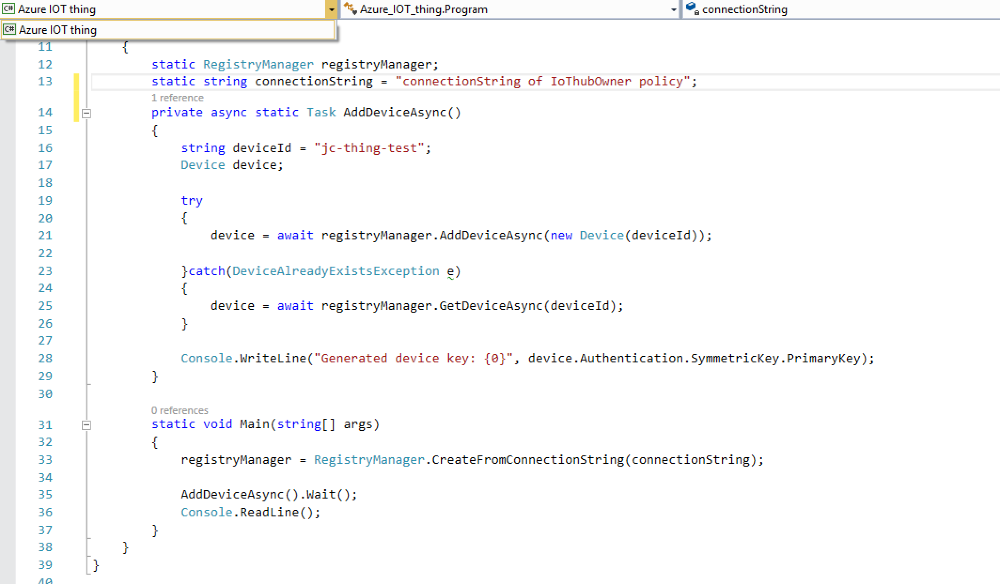 C# Azure IOT thing Azure_IOT_thing.Program connectionString
C# Azure IOT thing
11 {
12 static RegistryManager registryManager;
13 static string connectionString = "connectionString of IoThubOwner policy";
1 reference
14 private async static Task AddDeviceAsync()
15 {
16 string deviceId = "jc-thing-test";
17 Device device;
18
19 try
20 {
21 device = await registryManager.AddDeviceAsync(new Device(deviceId));
22
23 }catch(DeviceAlreadyExistsException e)
24 {
25 device = await registryManager.GetDeviceAsync(deviceId);
26 }
27
28 Console.WriteLine("Generated device key: {0}", device.Authentication.SymmetricKey.PrimaryKey);
29 }
30
0 references
31 static void Main(string[] args)
32 {
33 registryManager = RegistryManager.CreateFromConnectionString(connectionString);
34
35 AddDeviceAsync().Wait();
36 Console.ReadLine();
37 }
38 }
39 }
40